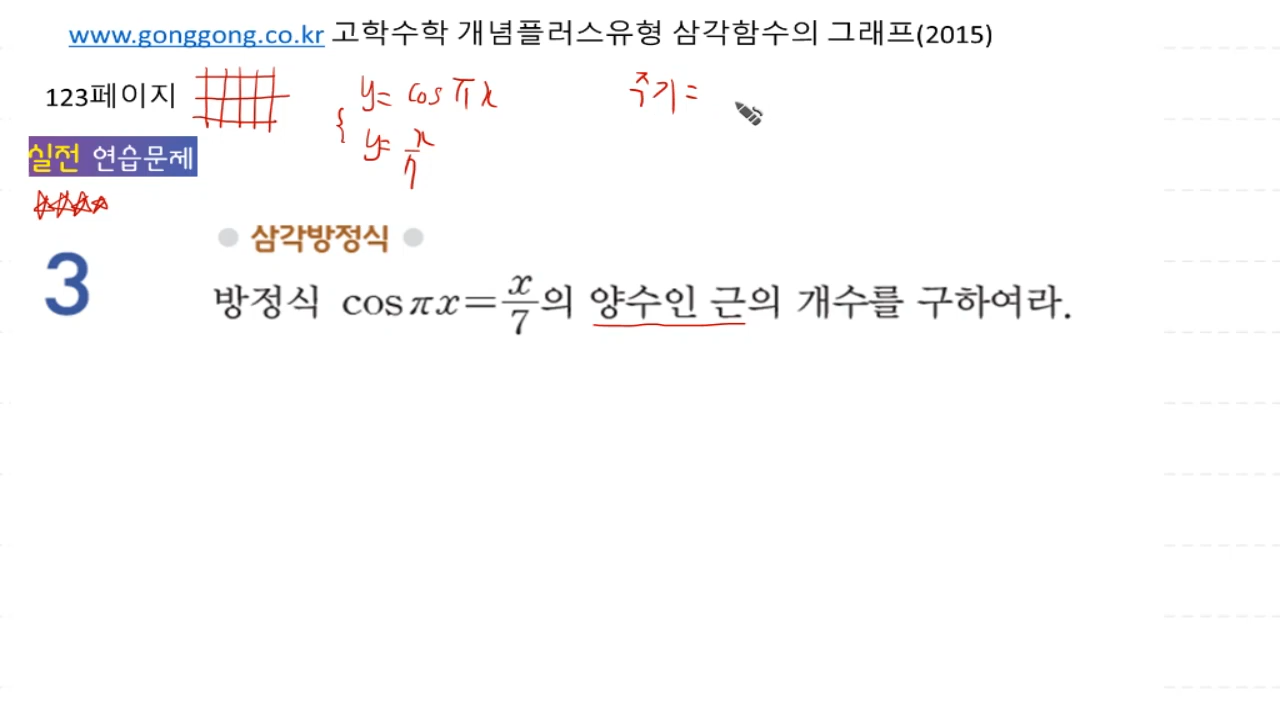 www.gonggong.co.kr 고학수학 개념플러스유형 삼각함수의 그래프(2015)
123페이지
y= cos πx
y= x/7
주기=
실전 연습문제
삼각방정식
3
방정식 cos πx = x/7의 양수인 근의 개수를 구하여라.